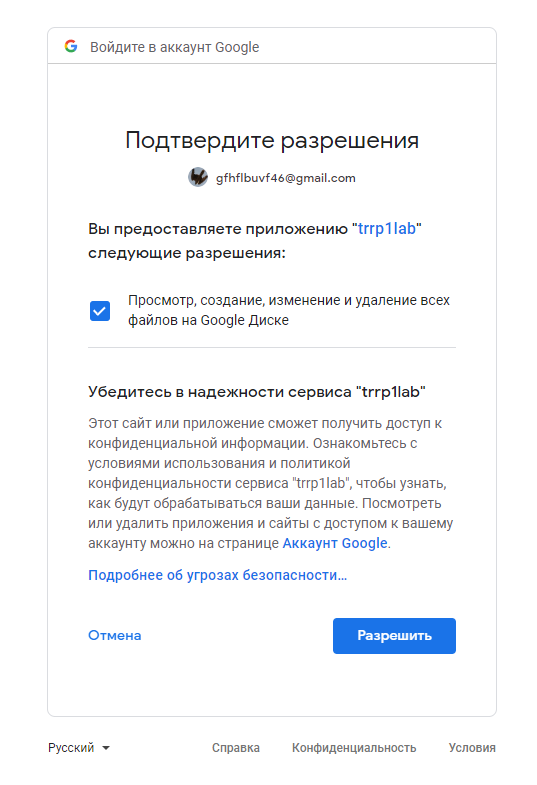 Войдите в аккаунт Google
Подтвердите разрешения
gfhflbuvf46@gmail.com
Вы предоставляете приложению "trrp1lab"
следующие разрешения:
Просмотр, создание, изменение и удаление всех
файлов на Google Диске
Убедитесь в надежности сервиса "trrp1lab"
Этот сайт или приложение сможет получить доступ к
конфиденциальной информации. Ознакомьтесь с
условиями использования и политикой
конфиденциальности сервиса "trrp1lab", чтобы узнать,
как будут обрабатываться ваши данные. Посмотреть
или удалить приложения и сайты с доступом к вашему
аккаунту можно на странице Аккаунт Google.
Подробнее об угрозах безопасности...
Отмена Разрешить
Русский Справка Конфиденциальность Условия